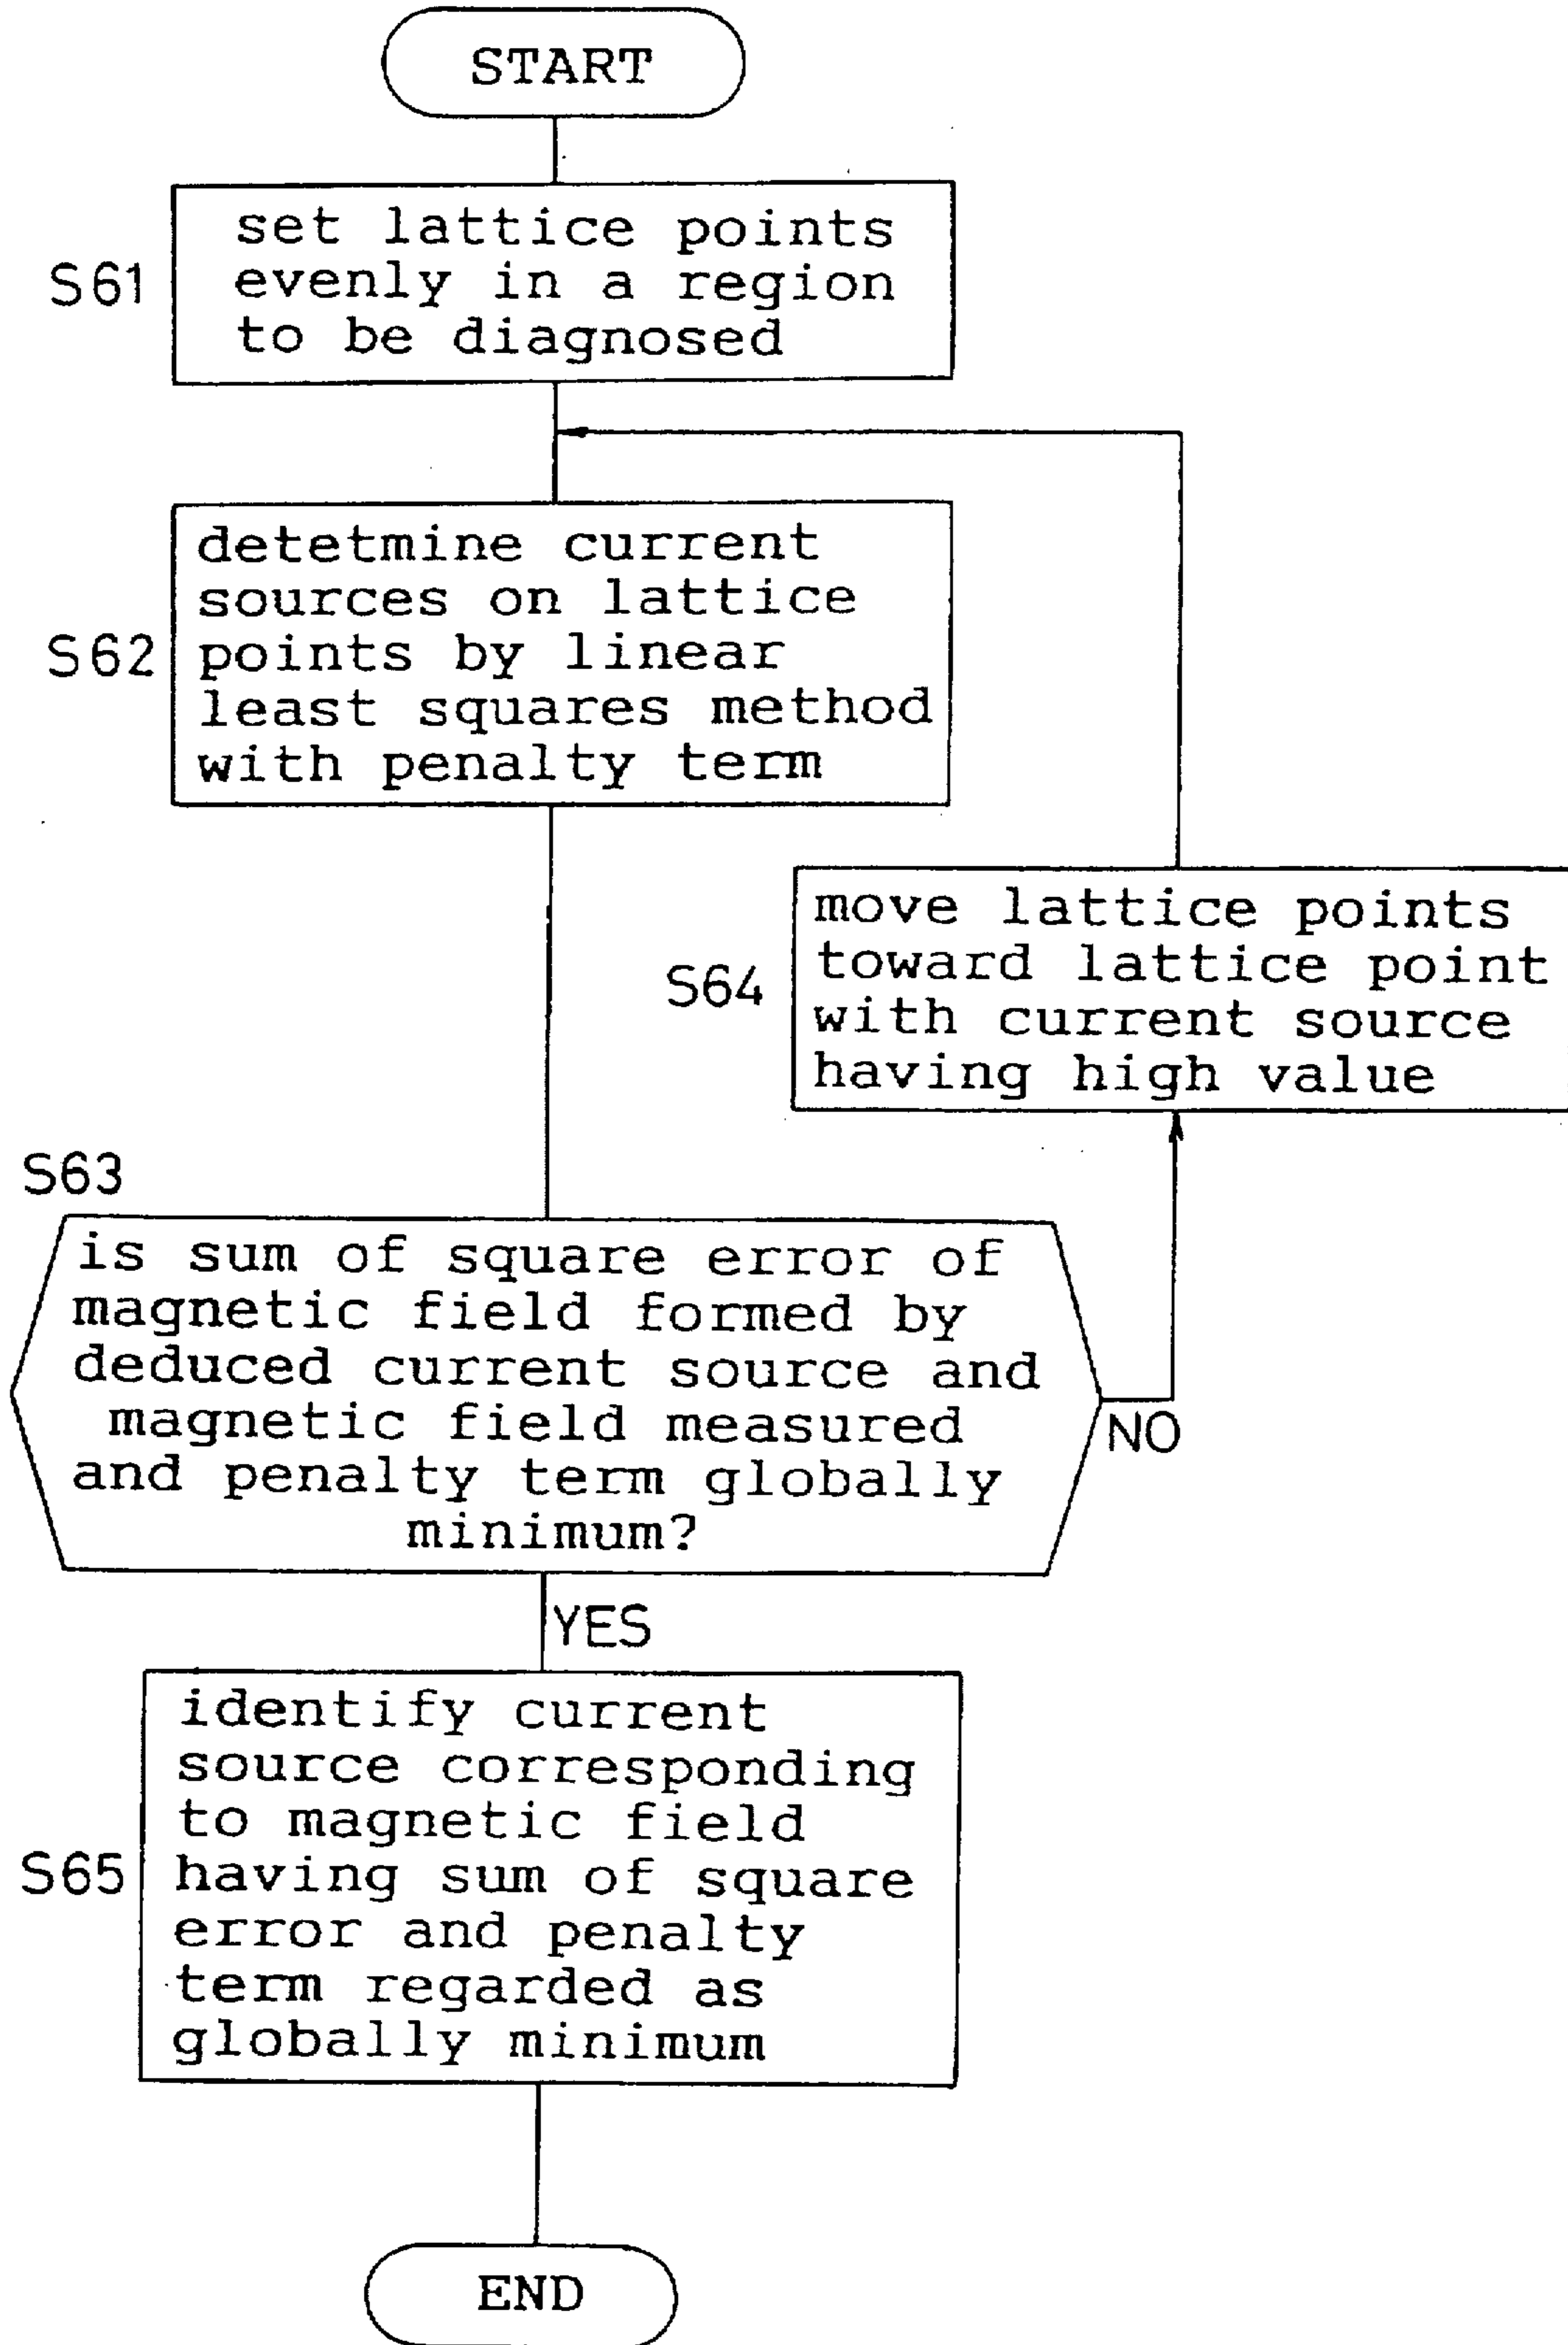 START
S61
set lattice points
evenly in a region
to be diagnosed
S62
detetmine current
sources on lattice
points by linear
least squares method
with penalty term
S64
move lattice points
toward lattice point
with current source
having high value
S63
is sum of square error of
magnetic field formed by
deduced current source and
magnetic field measured
and penalty term globally
minimum?
NO
YES
S65
identify current
source corresponding
to magnetic field
having sum of square
error and penalty
term regarded as
globally minimum
END